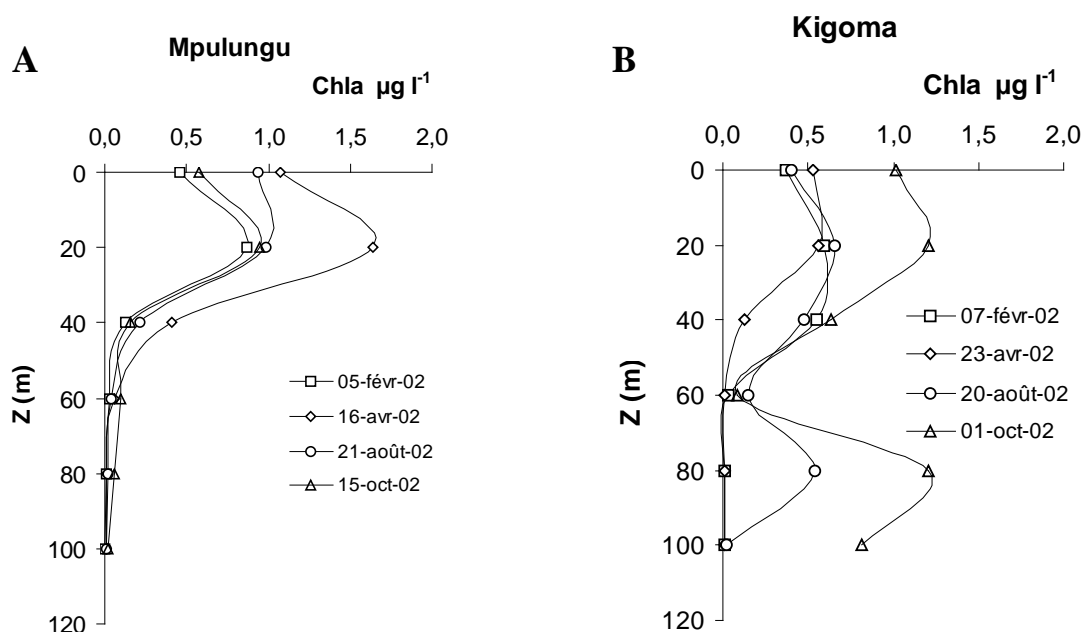 A
Mpulungu
Chla µg l-1
0,0 0,5 1,0 1,5 2,0
0
20
40
60
80
100
120
Z (m)
05-févr-02
16-avr-02
21-août-02
15-oct-02
B
Kigoma
Chla µg l-1
0,0 0,5 1,0 1,5 2,0
0
20
40
60
80
100
120
Z (m)
07-févr-02
23-avr-02
20-août-02
01-oct-02